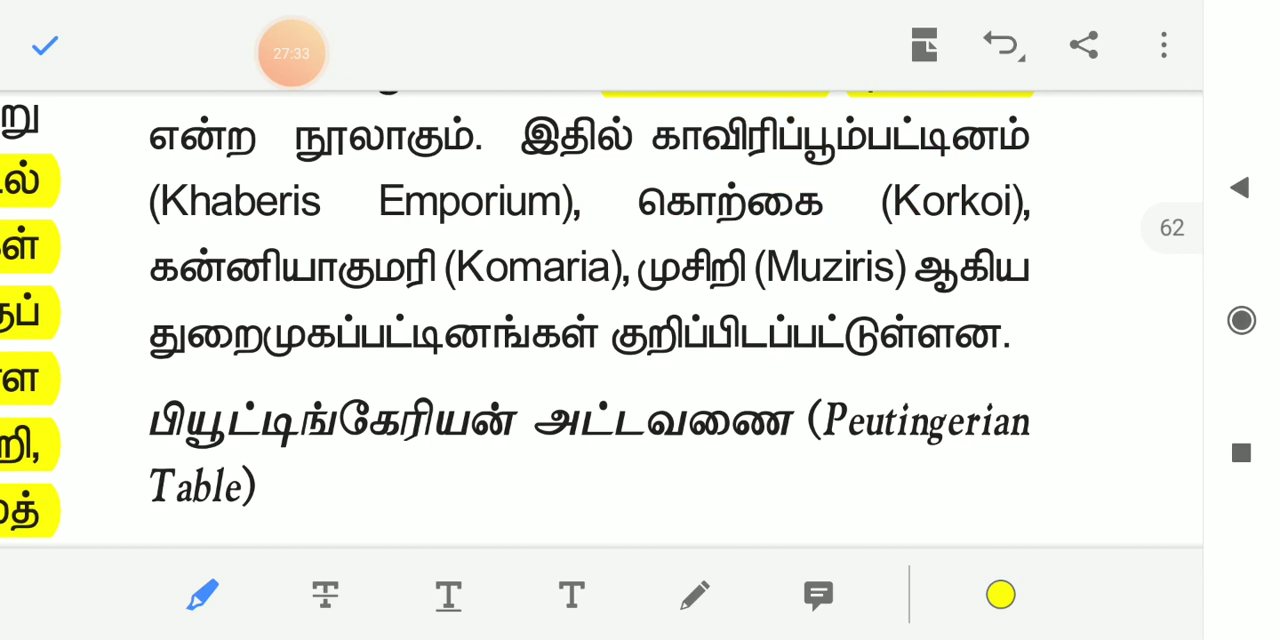 27:33
று
ல்
ள்
குப்
ள
றி,
மத்
என்ற நூலாகும். இதில் காவிரிப்பூம்பட்டினம்
(Khaberis Emporium), கொற்கை (Korkoi),
கன்னியாகுமரி (Komaria), முசிறி (Muziris) ஆகிய
துறைமுகப்பட்டினங்கள் குறிப்பிடப்பட்டுள்ளன.
பியூட்டிங்கேரியன் அட்டவணை (Peutingerian
Table)
62